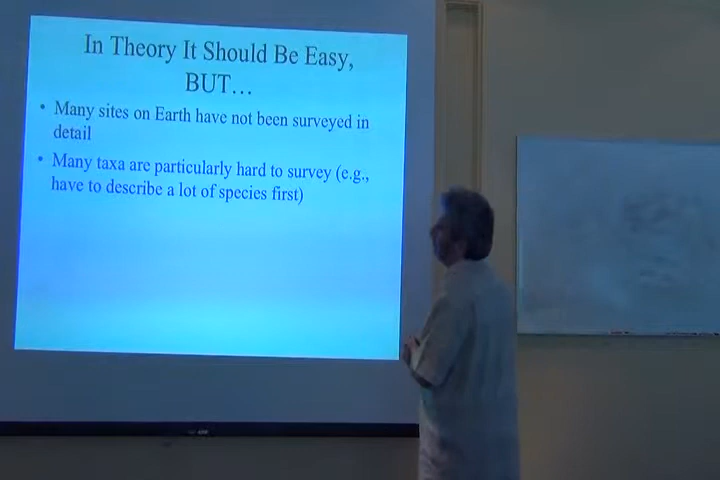 In Theory It Should Be Easy,
BUT…
• Many sites on Earth have not been surveyed in
detail
• Many taxa are particularly hard to survey (e.g.,
have to describe a lot of species first)